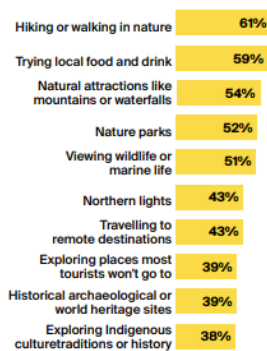 Hiking or walking in nature 61%
Trying local food and drink 59%
Natural attractions like
mountains or waterfalls 54%
Nature parks 52%
Viewing wildlife or
marine life 51%
Northern lights 43%
Travelling to
remote destinations 43%
Exploring places most
tourists won't go to 39%
Historical archaeological or
world heritage sites 39%
Exploring Indigenous
culturetraditions or history 38%